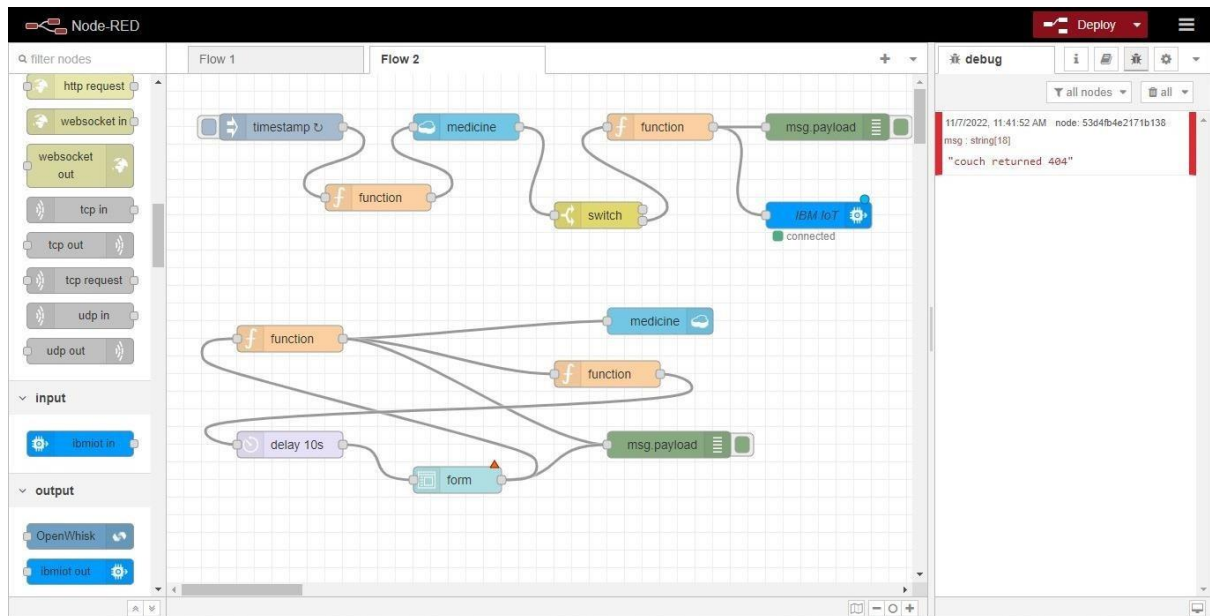 Node-RED
Deploy
filter nodes
Flow 1
Flow 2
debug
i
all nodes
all
http request
websocket in
websocket
out
tcp in
tcp out
tcp request
udp in
udp out
input
ibmiot in
output
OpenWhisk
ibmiot out
timestamp ↻
medicine
function
msg.payload
function
switch
IBM IoT
connected
medicine
function
function
delay 10s
msg.payload
form
11/7/2022, 11:41:52 AM node: 53d4fb4e2171b138
msg : string[18]
"couch returned 404"